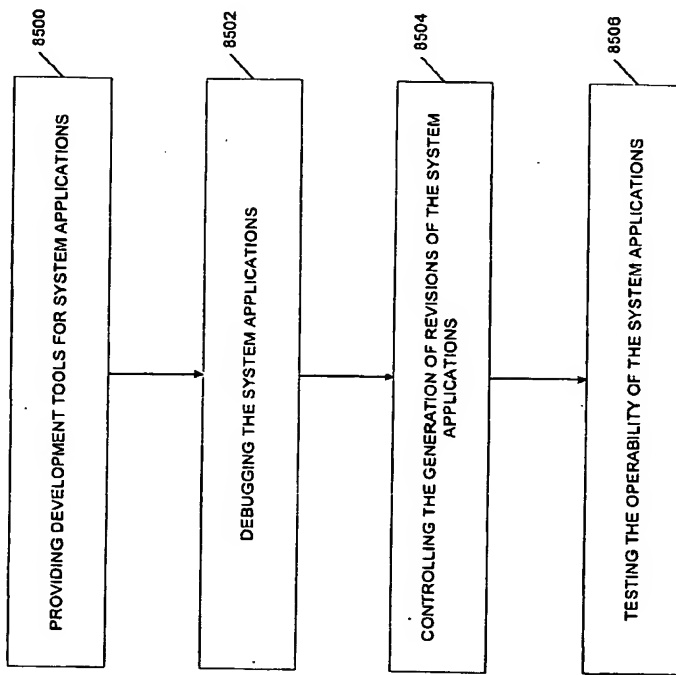 8500
PROVIDING DEVELOPMENT TOOLS FOR SYSTEM APPLICATIONS
8502
DEBUGGING THE SYSTEM APPLICATIONS
8504
CONTROLLING THE GENERATION OF REVISIONS OF THE SYSTEM
APPLICATIONS
8506
TESTING THE OPERABILITY OF THE SYSTEM APPLICATIONS